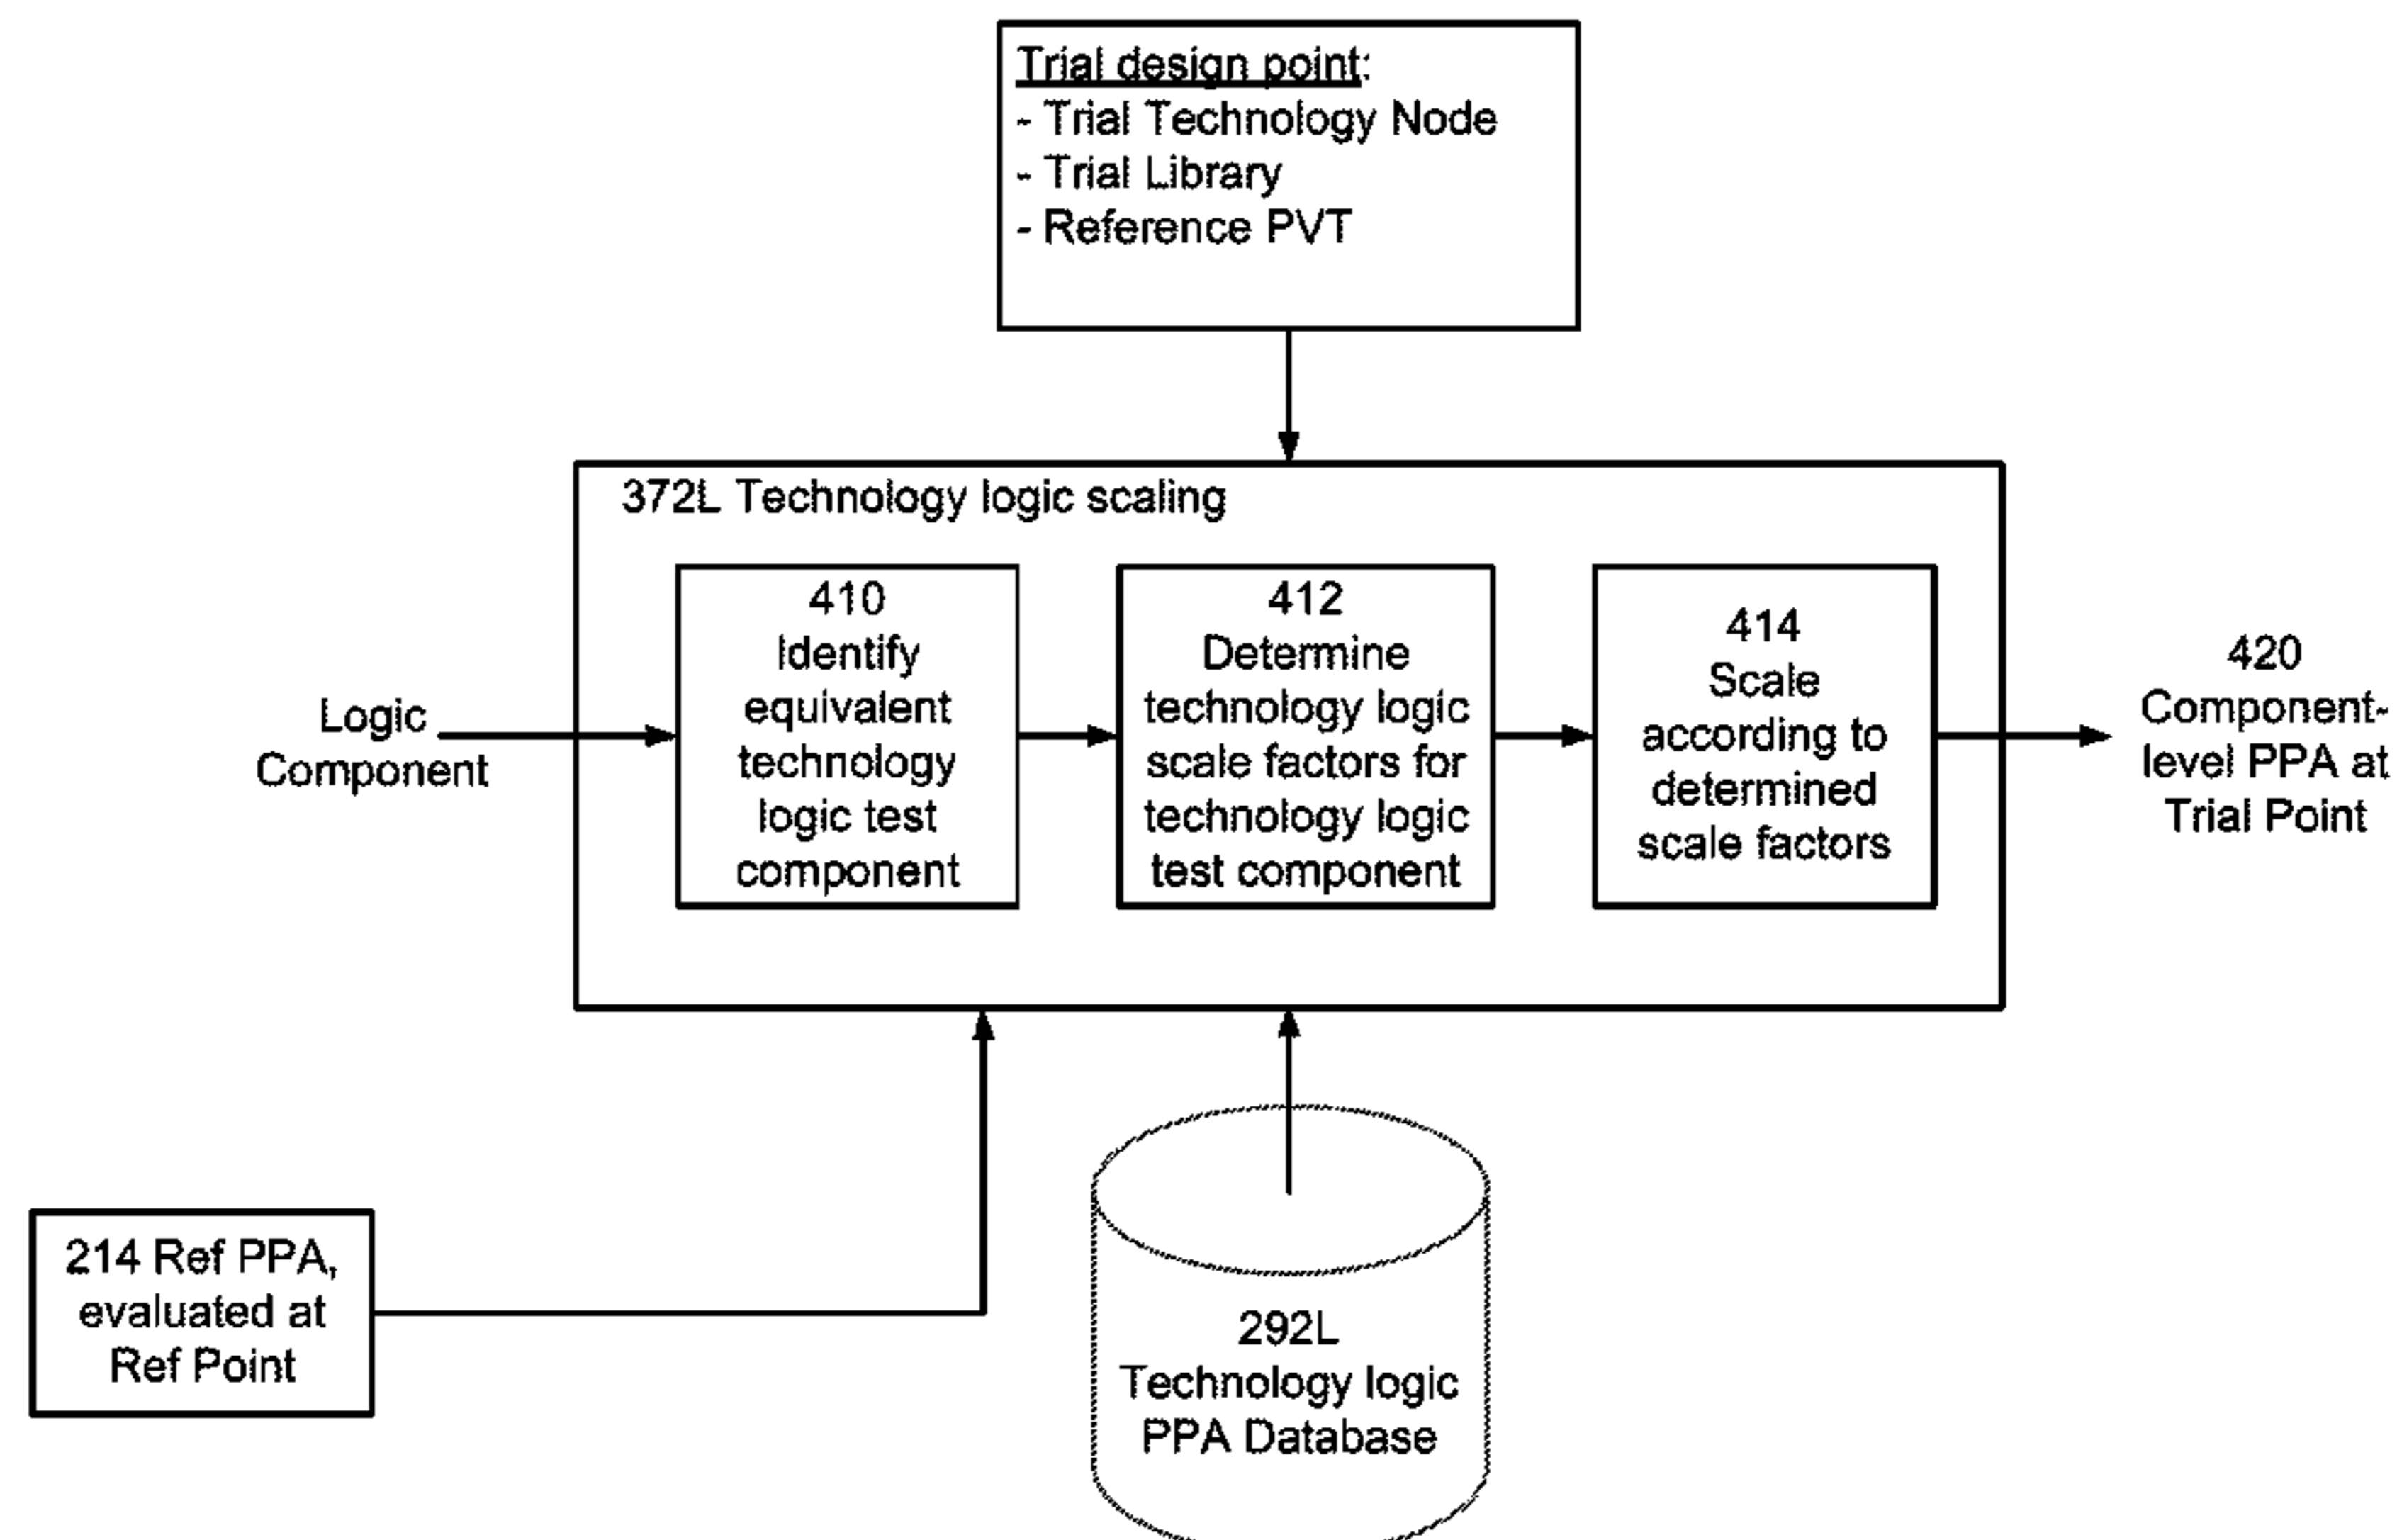 Trial design point:
- Trial Technology Node
- Trial Library
- Reference PVT
372L Technology logic scaling
Logic
Component
410
Identify
equivalent
technology
logic test
component
412
Determine
technology logic
scale factors for
technology logic
test component
414
Scale
according to
determined
scale factors
420
Component-
level PPA at
Trial Point
214 Ref PPA,
evaluated at
Ref Point
292L
Technology logic
PPA Database